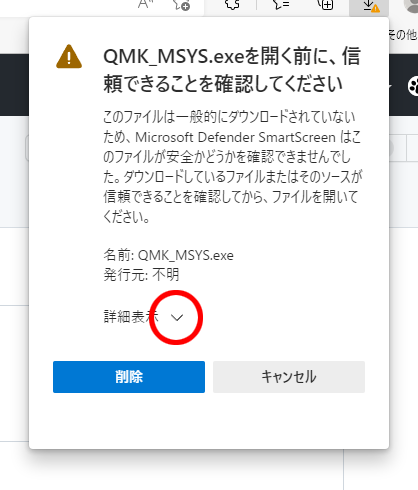 その他
QMK_MSYS.exeを開く前に、信
頼できることを確認してください
このファイルは一般的にダウンロードされていない
ため、Microsoft Defender SmartScreen はこ
のファイルが安全かどうかを確認できませんでし
た。ダウンロードしているファイルまたはそのソースが
信頼できることを確認してから、ファイルを開いて
ください。
名前: QMK_MSYS.exe
発行元: 不明
詳細表示
削除
キャンセル